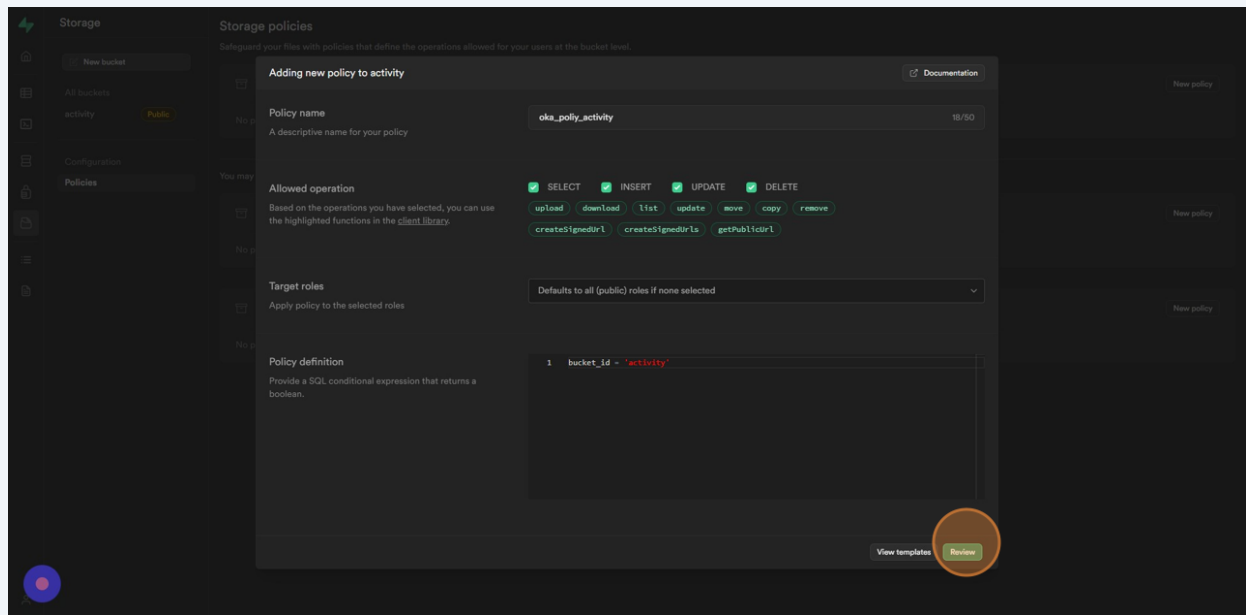 Storage
New bucket
All buckets
activity Public
Configuration
Policies
Storage policies
Safeguard your files with policies that define the operations allowed for your users at the bucket level.
New policy
No
You may
New policy
No
New policy
No
Adding new policy to activity
Documentation
Policy name
A descriptive name for your policy
oka_poliy_activity 18/50
Allowed operation
Based on the operations you have selected, you can use
the highlighted functions in the client library.
SELECT INSERT UPDATE DELETE
upload download list update move copy remove
createSignedUrl createSignedUrls getPublicUrl
Target roles
Apply policy to the selected roles
Defaults to all (public) roles if none selected
Policy definition
Provide a SQL conditional expression that returns a
boolean.
1 bucket_id = 'activity'
View templates Review